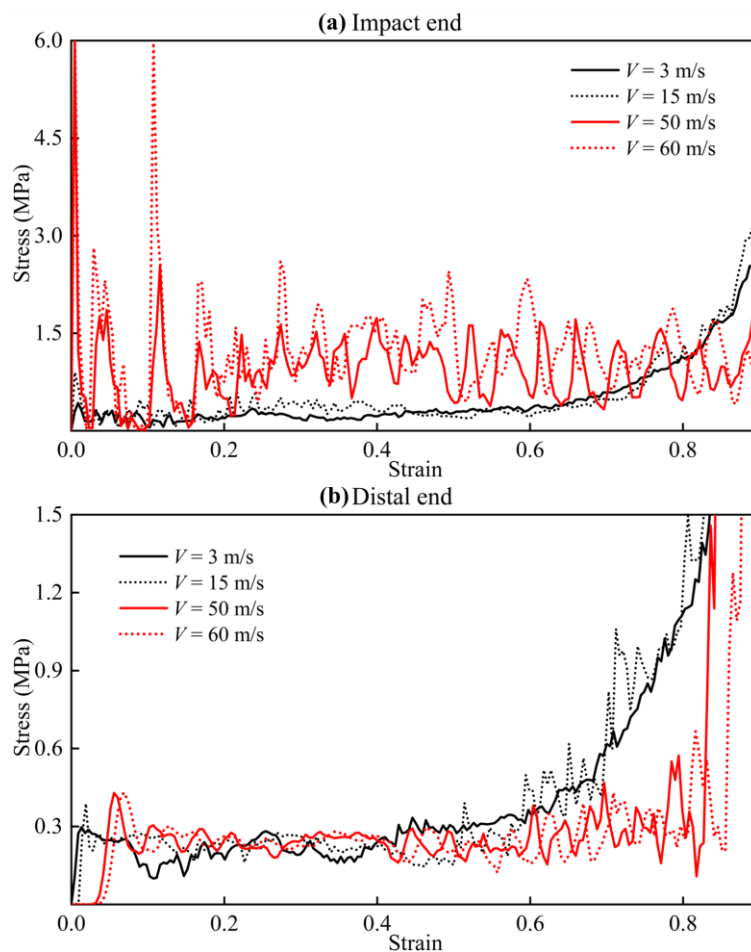 (a) Impact end
6.0
4.5
3.0
1.5
Stress (MPa)
V = 3 m/s
V = 15 m/s
V = 50 m/s
V = 60 m/s
0.0
0.2
0.4
0.6
0.8
Strain
(b) Distal end
1.5
1.2
0.9
0.6
0.3
Stress (MPa)
V = 3 m/s
V = 15 m/s
V = 50 m/s
V = 60 m/s
0.0
0.2
0.4
0.6
0.8
Strain